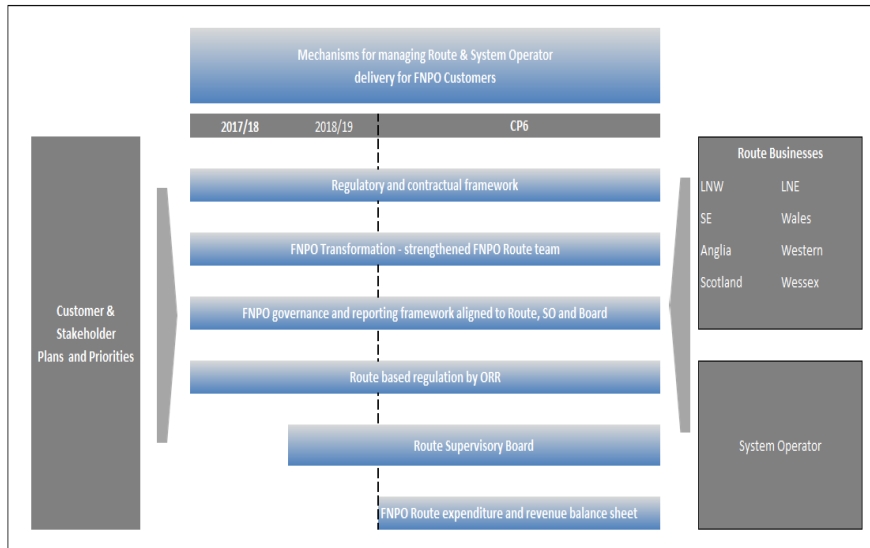 Mechanisms for managing Route & System Operator
delivery for FNPO Customers
2017/18 2018/19 CP6
Customer &
Stakeholder
Plans and Priorities
Regulatory and contractual framework
FNPO Transformation - strengthened FNPO Route team
FNPO governance and reporting framework aligned to Route, SO and Board
Route based regulation by ORR
Route Supervisory Board
FNPO Route expenditure and revenue balance sheet
Route Businesses
LNW LNE
SE Wales
Anglia Western
Scotland Wessex
System Operator